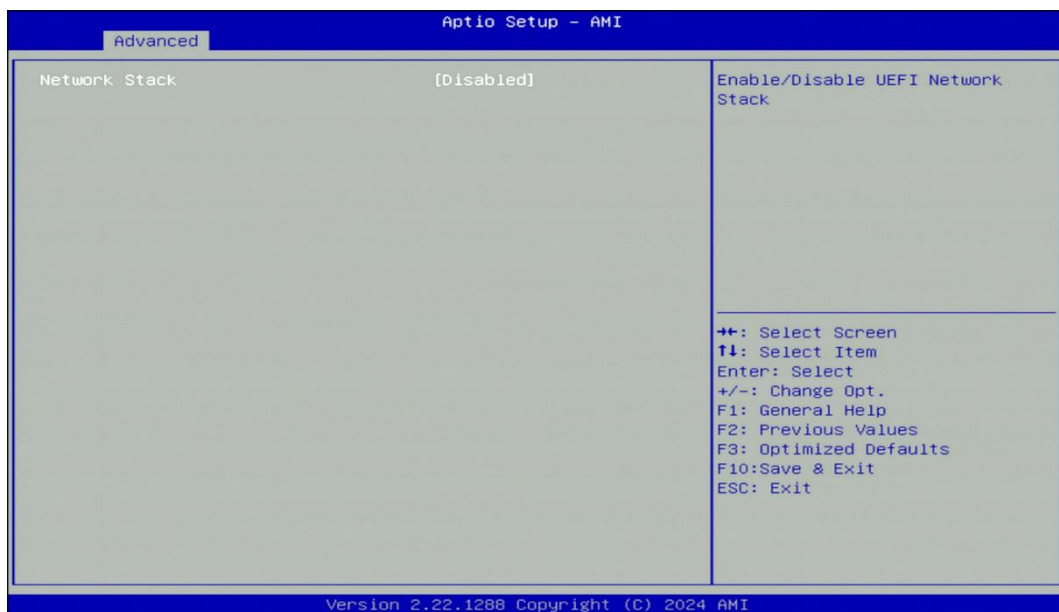 Aptio Setup – AMI
Advanced
Network Stack [Disabled]
Enable/Disable UEFI Network
Stack
→←: Select Screen
↑↓: Select Item
Enter: Select
+/-: Change Opt.
F1: General Help
F2: Previous Values
F3: Optimized Defaults
F10:Save & Exit
ESC: Exit
Version 2.22.1288 Copyright (C) 2024 AMI